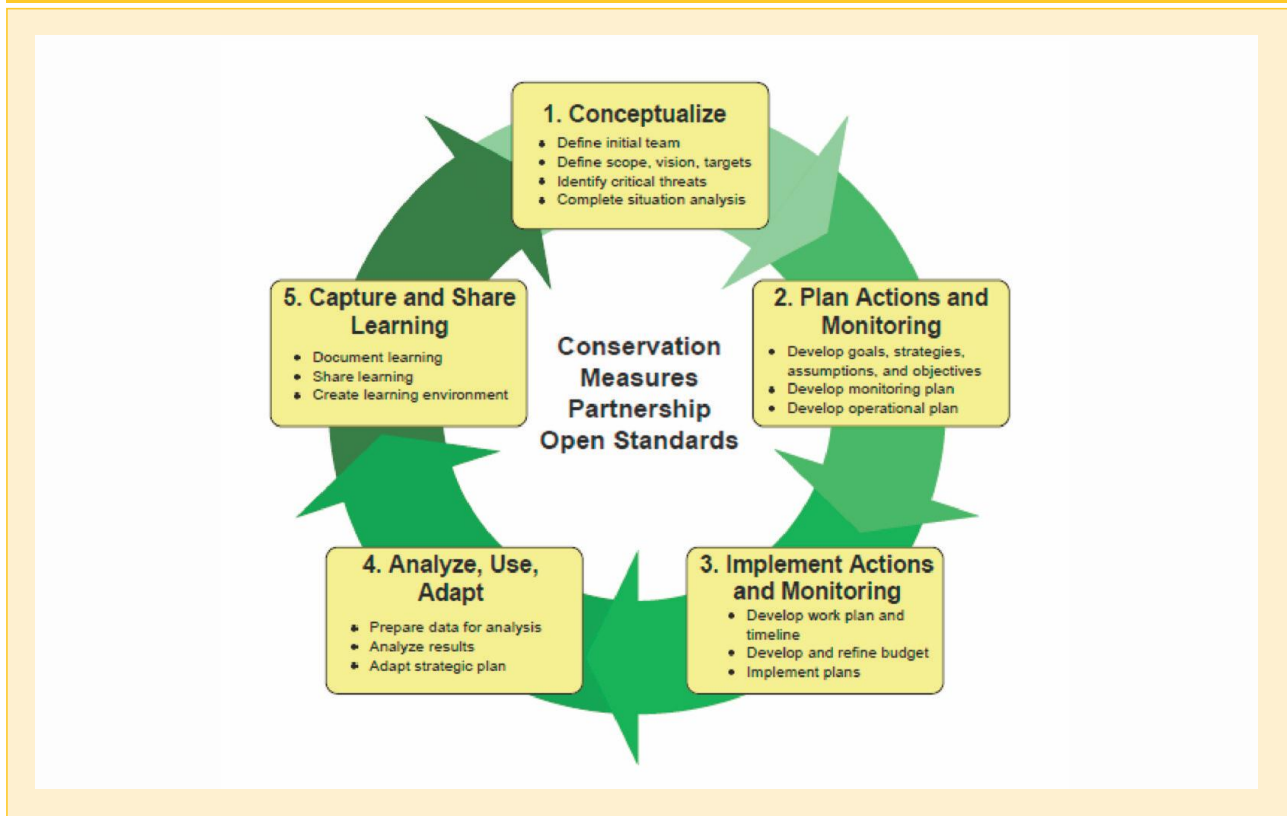 1. Conceptualize
• Define initial team
• Define scope, vision, targets
• Identify critical threats
• Complete situation analysis
2. Plan Actions and
Monitoring
• Develop goals, strategies,
assumptions, and objectives
• Develop monitoring plan
• Develop operational plan
3. Implement Actions
and Monitoring
• Develop work plan and
timeline
• Develop and refine budget
• Implement plans
4. Analyze, Use,
Adapt
• Prepare data for analysis
• Analyze results
• Adapt strategic plan
5. Capture and Share
Learning
• Document learning
• Share learning
• Create learning environment
Conservation
Measures
Partnership
Open Standards